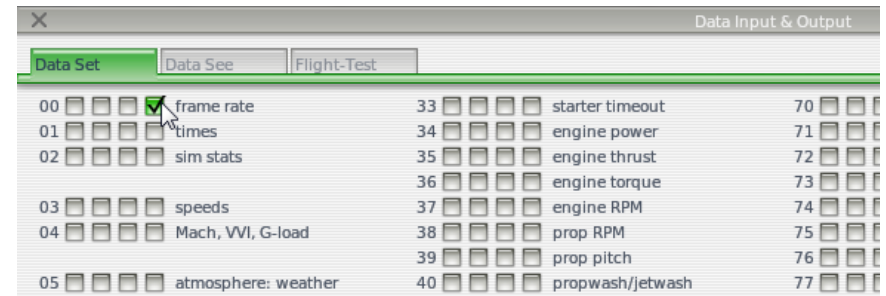 Data Input & Output
Data Set Data See Flight-Test
00 frame rate 33 starter timeout 70
01 times 34 engine power 71
02 sim stats 35 engine thrust 72
36 engine torque 73
03 speeds 37 engine RPM 74
04 Mach, VVI, G-load 38 prop RPM 75
39 prop pitch 76
05 atmosphere: weather 40 propwash/jetwash 77